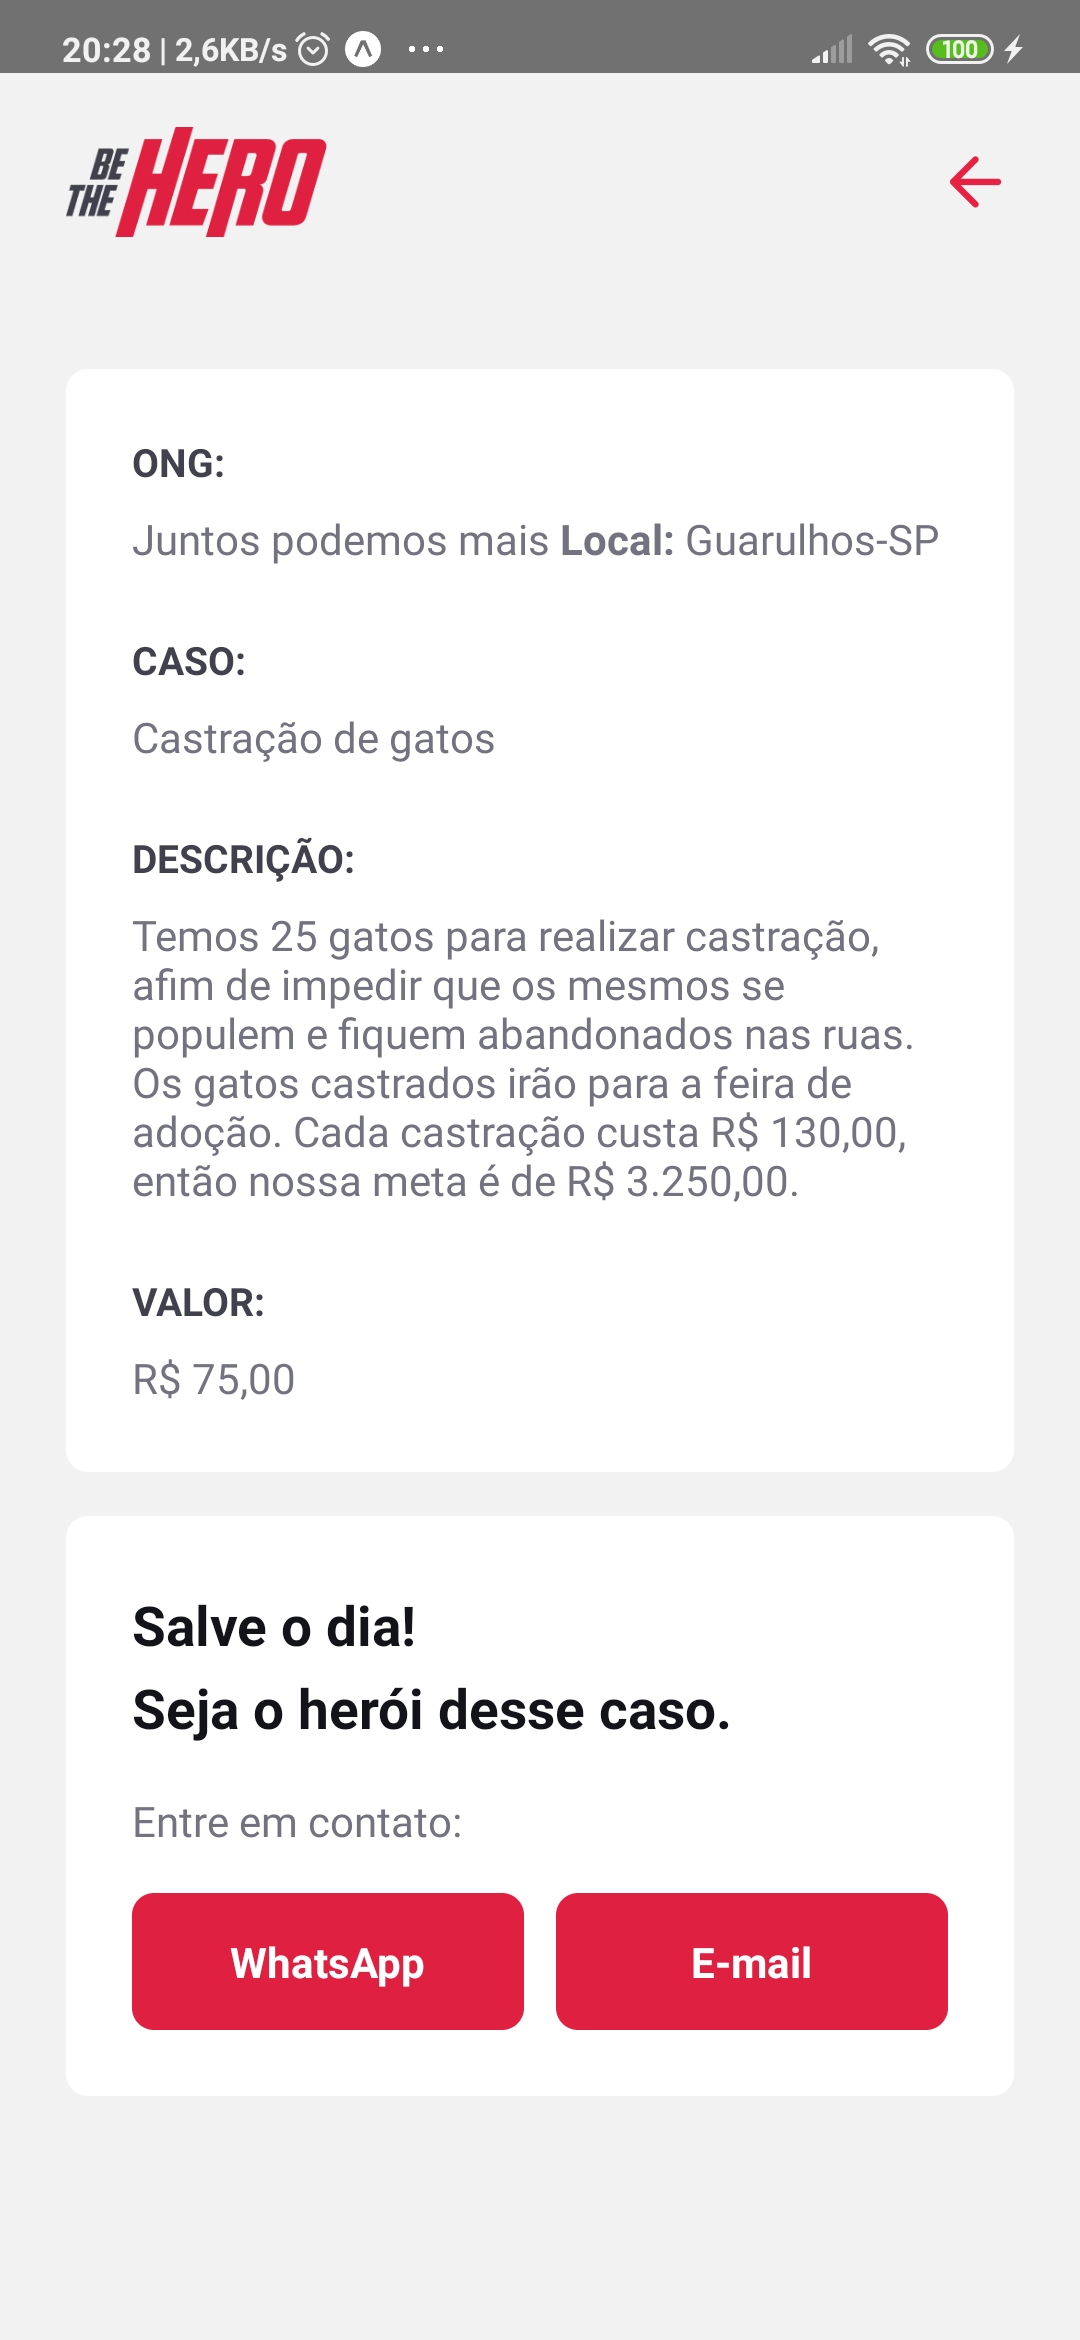 20:28 | 2,6KB/s
100
BE
THE HERO
ONG:
Juntos podemos mais Local: Guarulhos-SP
CASO:
Castração de gatos
DESCRIÇÃO:
Temos 25 gatos para realizar castração,
afim de impedir que os mesmos se
populem e fiquem abandonados nas ruas.
Os gatos castrados irão para a feira de
adoção. Cada castração custa R$ 130,00,
então nossa meta é de R$ 3.250,00.
VALOR:
R$ 75,00
Salve o dia!
Seja o herói desse caso.
Entre em contato:
WhatsApp
E-mail